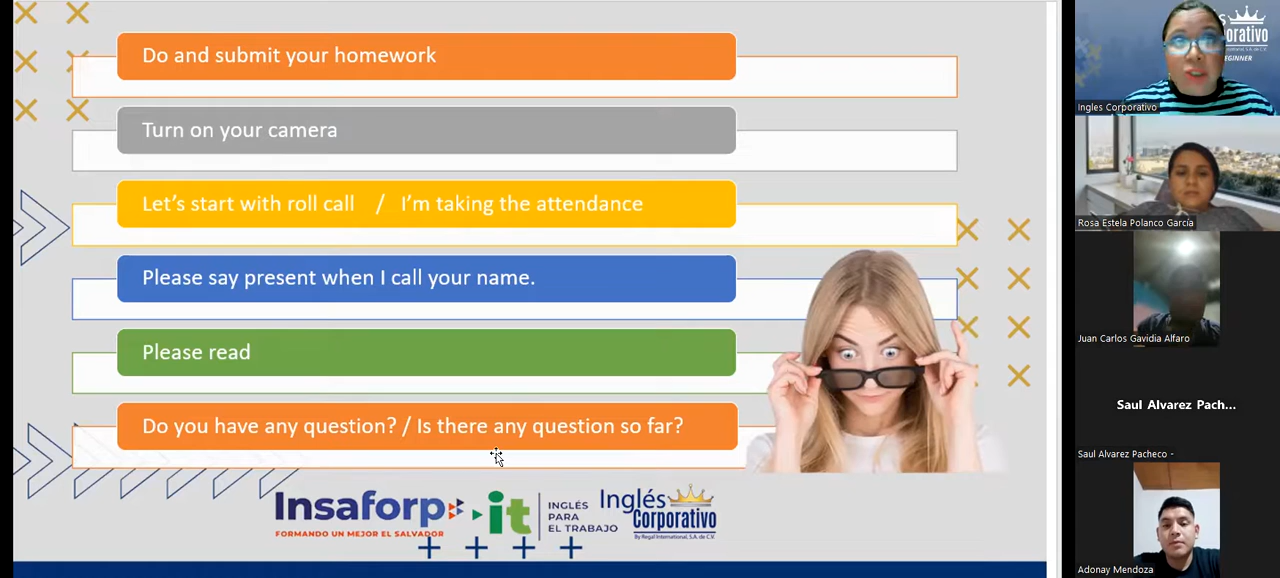 Do and submit your homework
Turn on your camera
Let's start with roll call / I'm taking the attendance
Please say present when I call your name.
Please read
Do you have any question? / Is there any question so far?
Insaforp
FORMANDO UN MEJOR EL SALVADOR
it
INGLÉS
PARA
EL TRABAJO
Inglés
Corporativo
By Regal International, S.A. de C.V.
orativo
EGINNER
Ingles Corporativo
Rosa Estela Polanco García
Juan Carlos Gavidia Alfaro
Saul Alvarez Pach...
Saul Alvarez Pacheco -
Adonay Mendoza